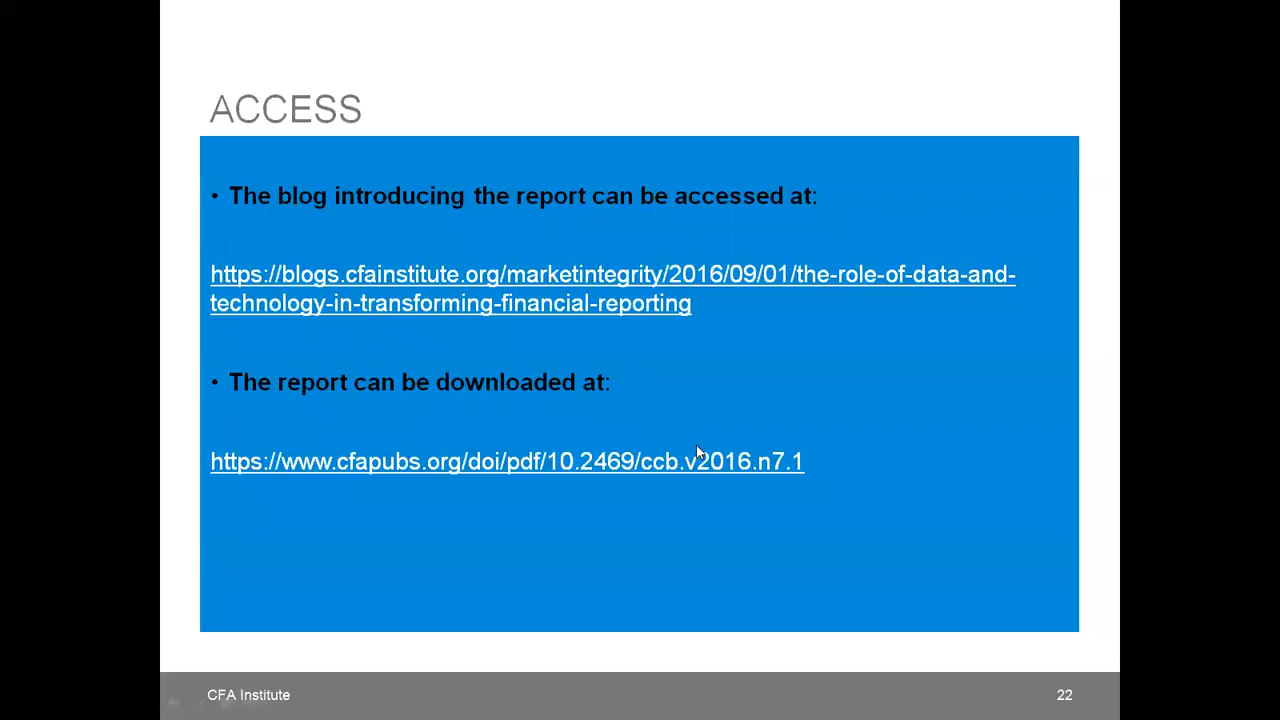 ACCESS
• The blog introducing the report can be accessed at:
https://blogs.cfainstitute.org/marketintegrity/2016/09/01/the-role-of-data-and-
technology-in-transforming-financial-reporting
• The report can be downloaded at:
https://www.cfapubs.org/doi/pdf/10.2469/ccb.v2016.n7.1
CFA Institute
22